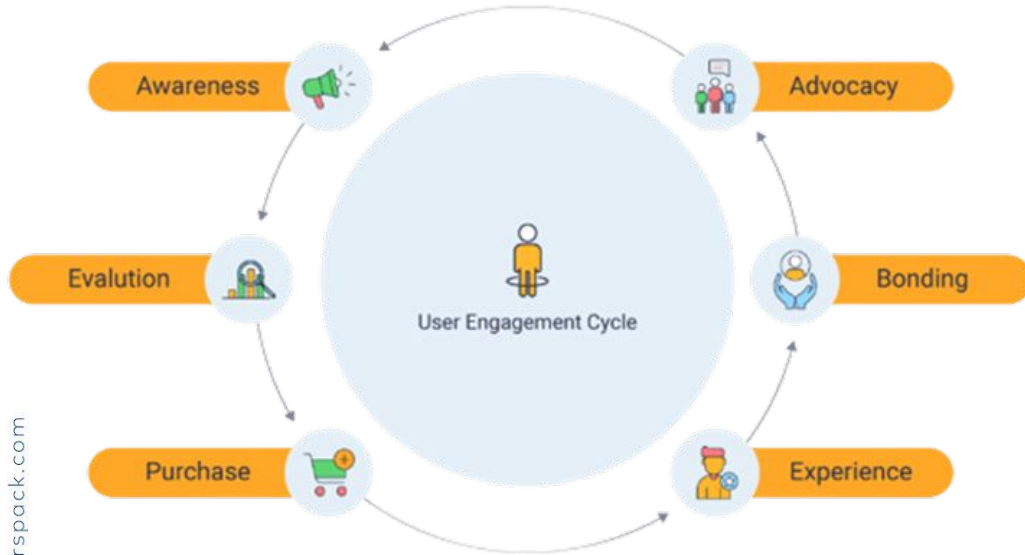 Awareness
Advocacy
Evalution
User Engagement Cycle
Bonding
Purchase
Experience
rspack.com